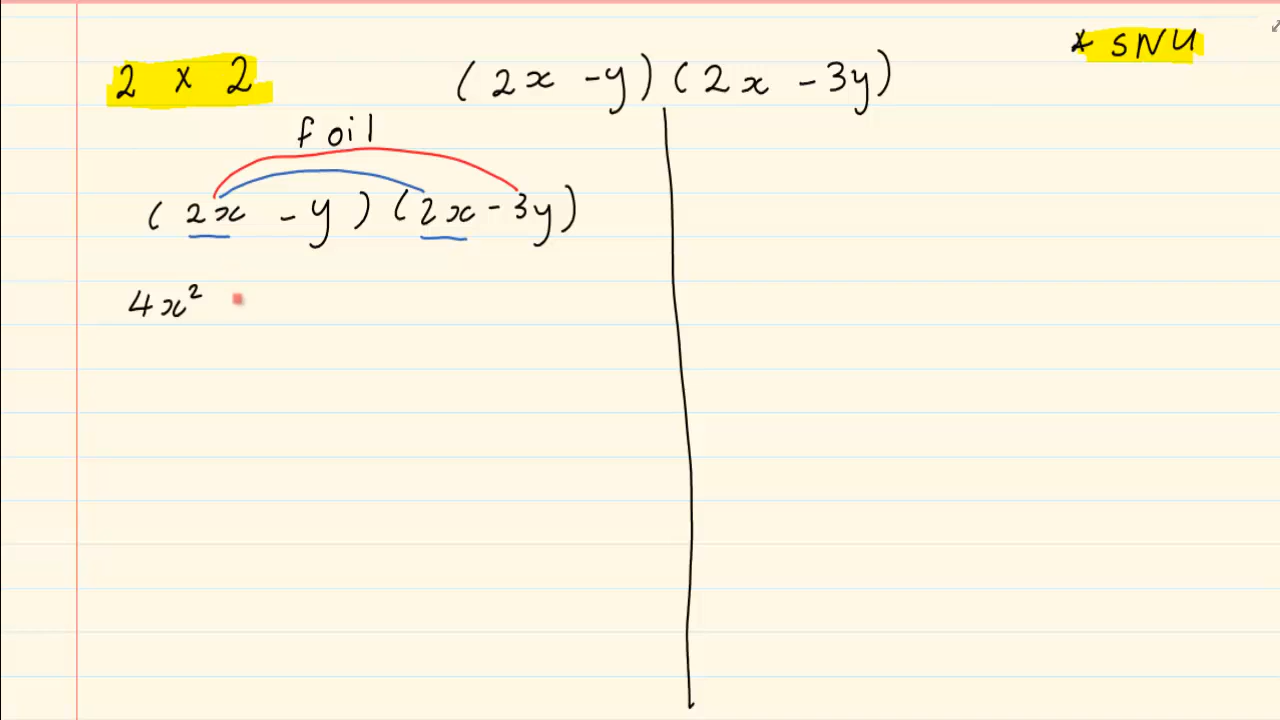 * SNU
2 x 2 (2x - y)(2x - 3y)
foil
(2x - y)(2x - 3y)
4x²